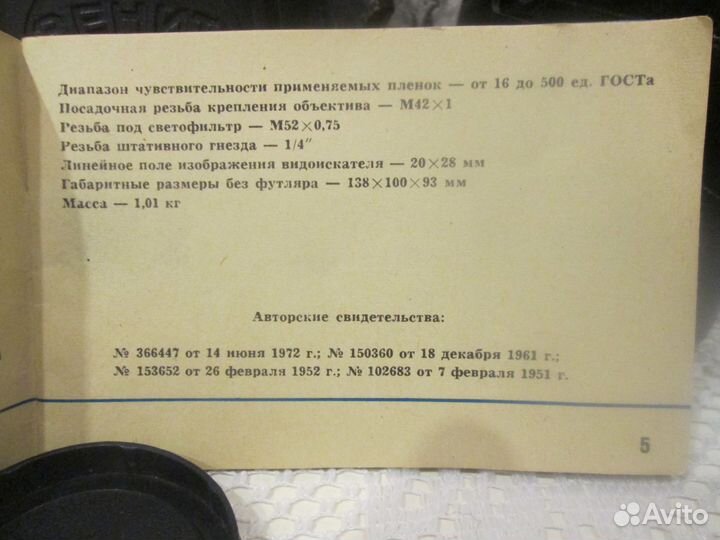 ЗЕНИТ
Диапазон чувствительности применяемых пленок — от 16 до 500 ед. ГОСТа
Посадочная резьба крепления объектива — М42×1
Резьба под светофильтр — М52×0,75
Резьба штативного гнезда — 1/4″
Линейное поле изображения видоискателя — 20×28 мм
Габаритные размеры без футляра — 138×100×93 мм
Масса — 1,01 кг
Авторские свидетельства:
№ 366447 от 14 июня 1972 г.; № 150360 от 18 декабря 1961 г.;
№ 153652 от 26 февраля 1952 г.; № 102683 от 7 февраля 1951 г.
5
Avito